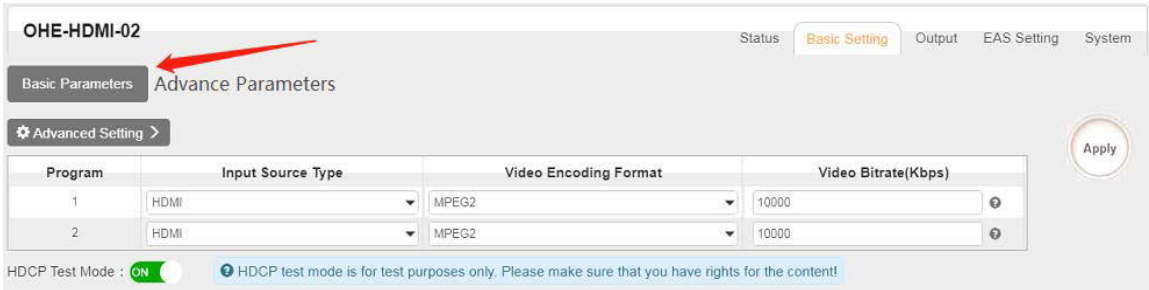 OHE-HDMI-02
Status Basic Setting Output EAS Setting System
Basic Parameters Advance Parameters
Advanced Setting >
Apply
Program Input Source Type Video Encoding Format Video Bitrate(Kbps)
1 HDMI MPEG2 10000
2 HDMI MPEG2 10000
HDCP Test Mode : ON HDCP test mode is for test purposes only. Please make sure that you have rights for the content!